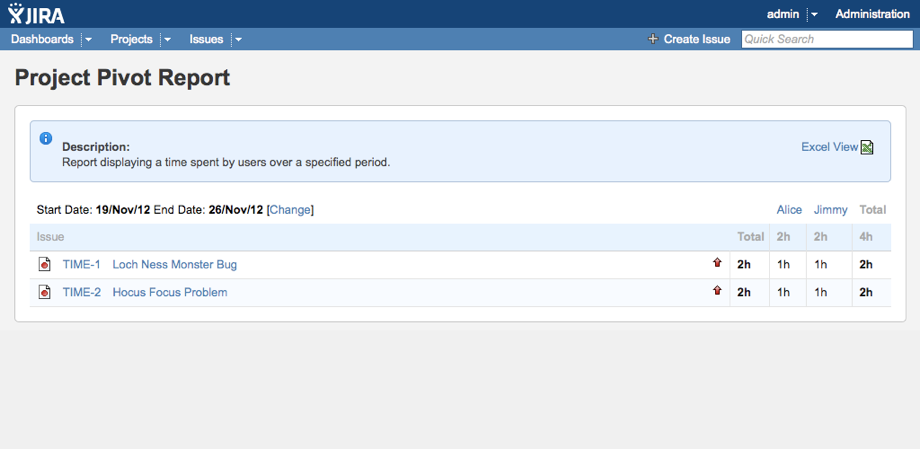 JIRA admin Administration
Dashboards Projects Issues Create Issue Quick Search
Project Pivot Report
Description:
Report displaying a time spent by users over a specified period.
Excel View
Start Date: 19/Nov/12 End Date: 26/Nov/12 [Change] Alice Jimmy Total
Issue Total 2h 2h 4h
TIME-1 Loch Ness Monster Bug 2h 1h 1h 2h
TIME-2 Hocus Focus Problem 2h 1h 1h 2h